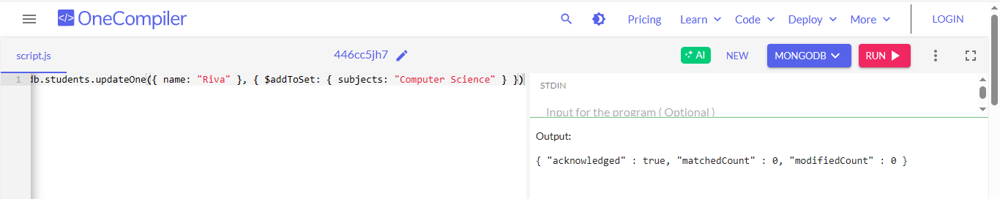 </> OneCompiler
Pricing Learn Code Deploy More LOGIN
script.js
446cc5jh7
AI NEW MONGODB RUN
1 db.students.updateOne({ name: "Riva" }, { $addToSet: { subjects: "Computer Science" } })
STDIN
Input for the program ( Optional )
Output:
{ "acknowledged" : true, "matchedCount" : 0, "modifiedCount" : 0 }